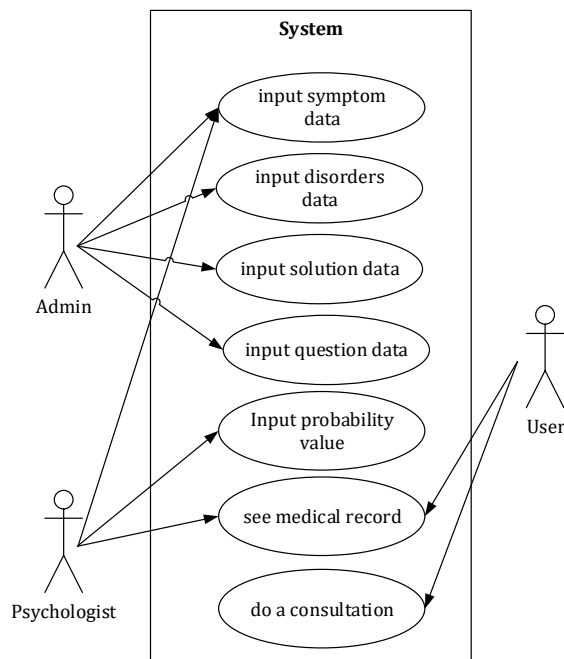 System
input symptom
data
input disorders
data
input solution data
Admin
input question data
Input probability
value
User
see medical record
Psychologist
do a consultation